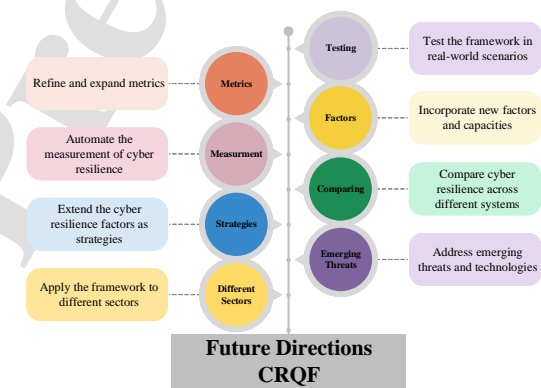 Testing
Test the framework in
real-world scenarios
Refine and expand metrics
Metrics
Factors
Incorporate new factors
and capacities
Automate the
measurement of cyber
resilience
Measurment
Comparing
Compare cyber
resilience across
different systems
Extend the cyber
resilience factors as
strategies
Strategies
Emerging
Threats
Address emerging
threats and technologies
Apply the framework to
different sectors
Different
Sectors
Future Directions
CRQF